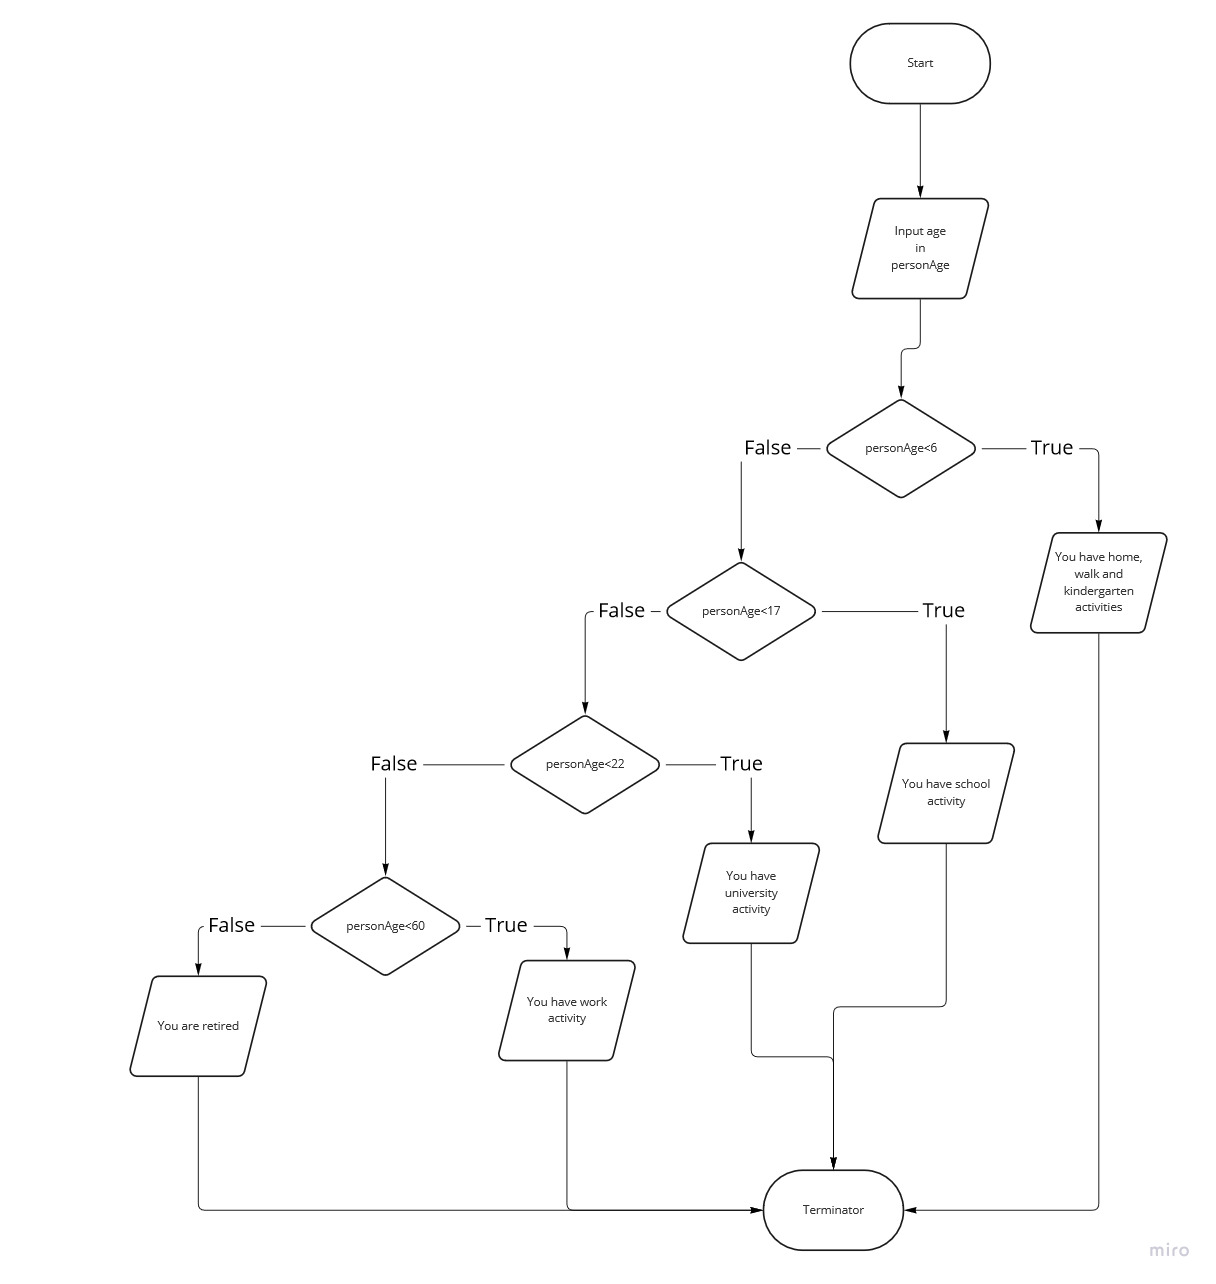 Start
Input age
in
personAge
False
personAge<6
True
You have home,
walk and
kindergarten
activities
False
personAge<17
True
False
personAge<22
True
You have school
activity
You have
university
activity
False
personAge<60
True
You have work
activity
You are retired
Terminator
miro